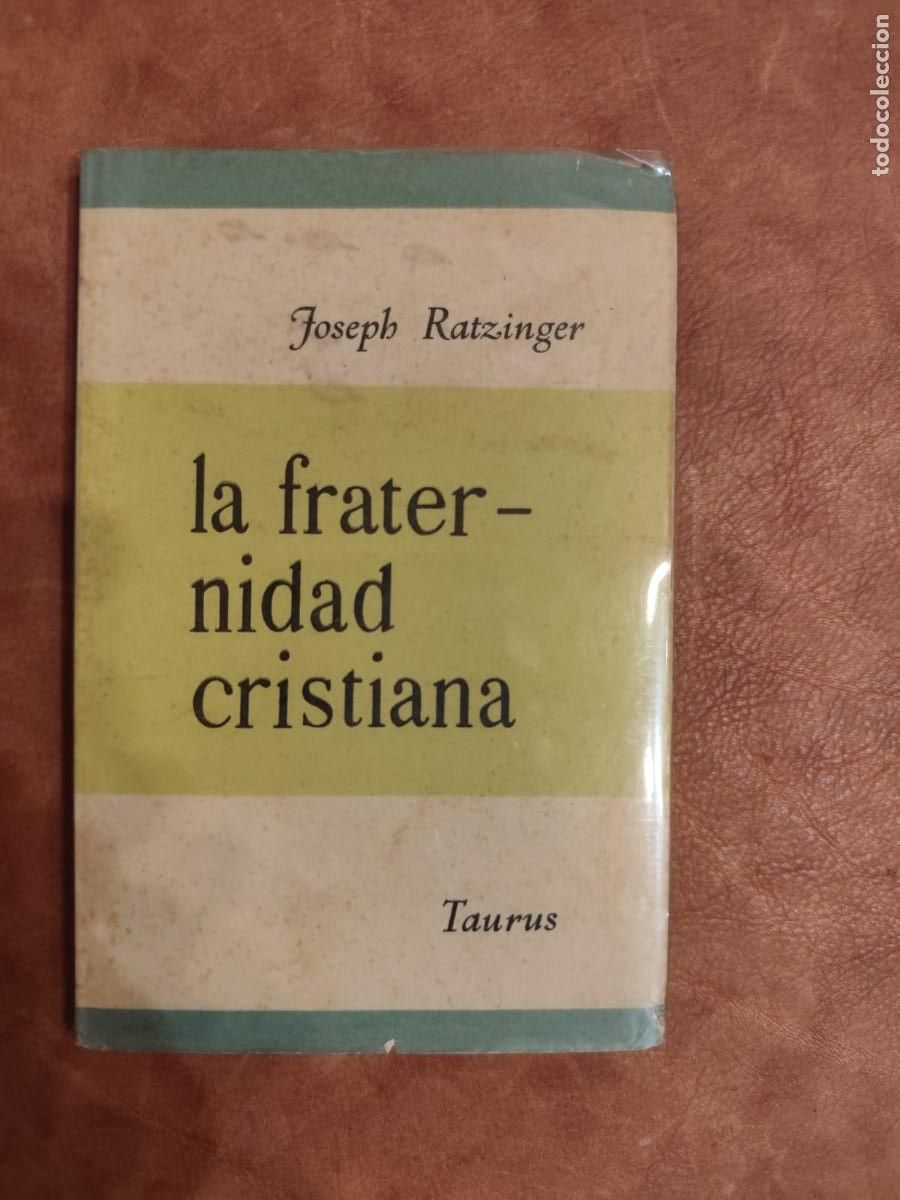 todocoleccion
Joseph Ratzinger
la frater-
nidad
cristiana
Taurus